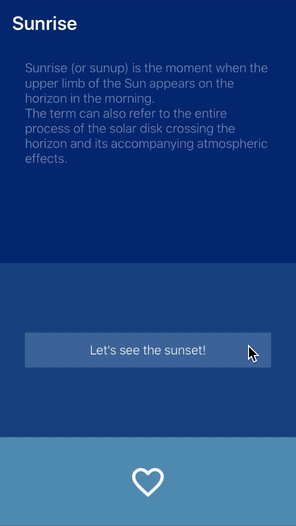 Sunrise
Sunrise (or sunup) is the moment when the
upper limb of the Sun appears on the
horizon in the morning.
The term can also refer to the entire
process of the solar disk crossing the
horizon and its accompanying atmospheric
effects.
Let's see the sunset!